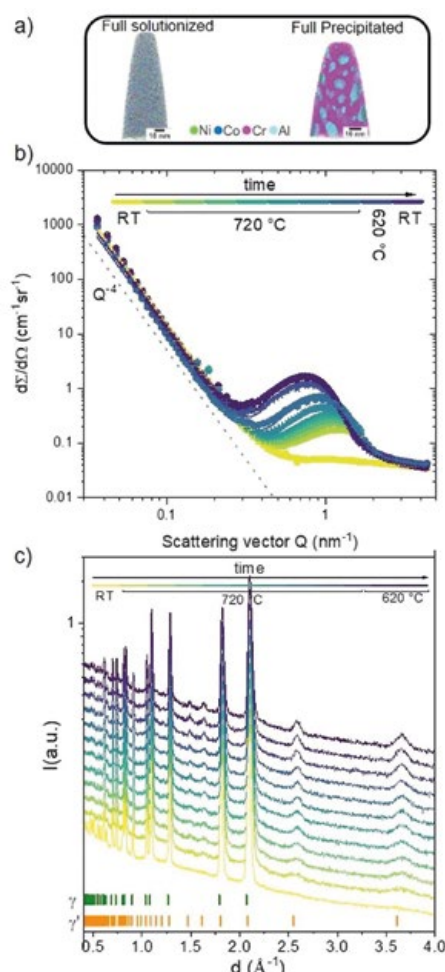 a)
Full solutionized
Full Precipitated
10 nm
10 nm
Ni Co Cr Al
b)
10000
time
1000
RT
720 °C
620 °C
RT
100
Q⁻⁴
10
1
0.1
0.01
dΣ/dΩ (cm⁻¹sr⁻¹)
0.1
1
Scattering vector Q (nm⁻¹)
c)
time
RT
720 °C
620 °C
1
I(a.u.)
γ
γ'
0.5 1.0 1.5 2.0 2.5 3.0 3.5 4.0
d (Å⁻¹)